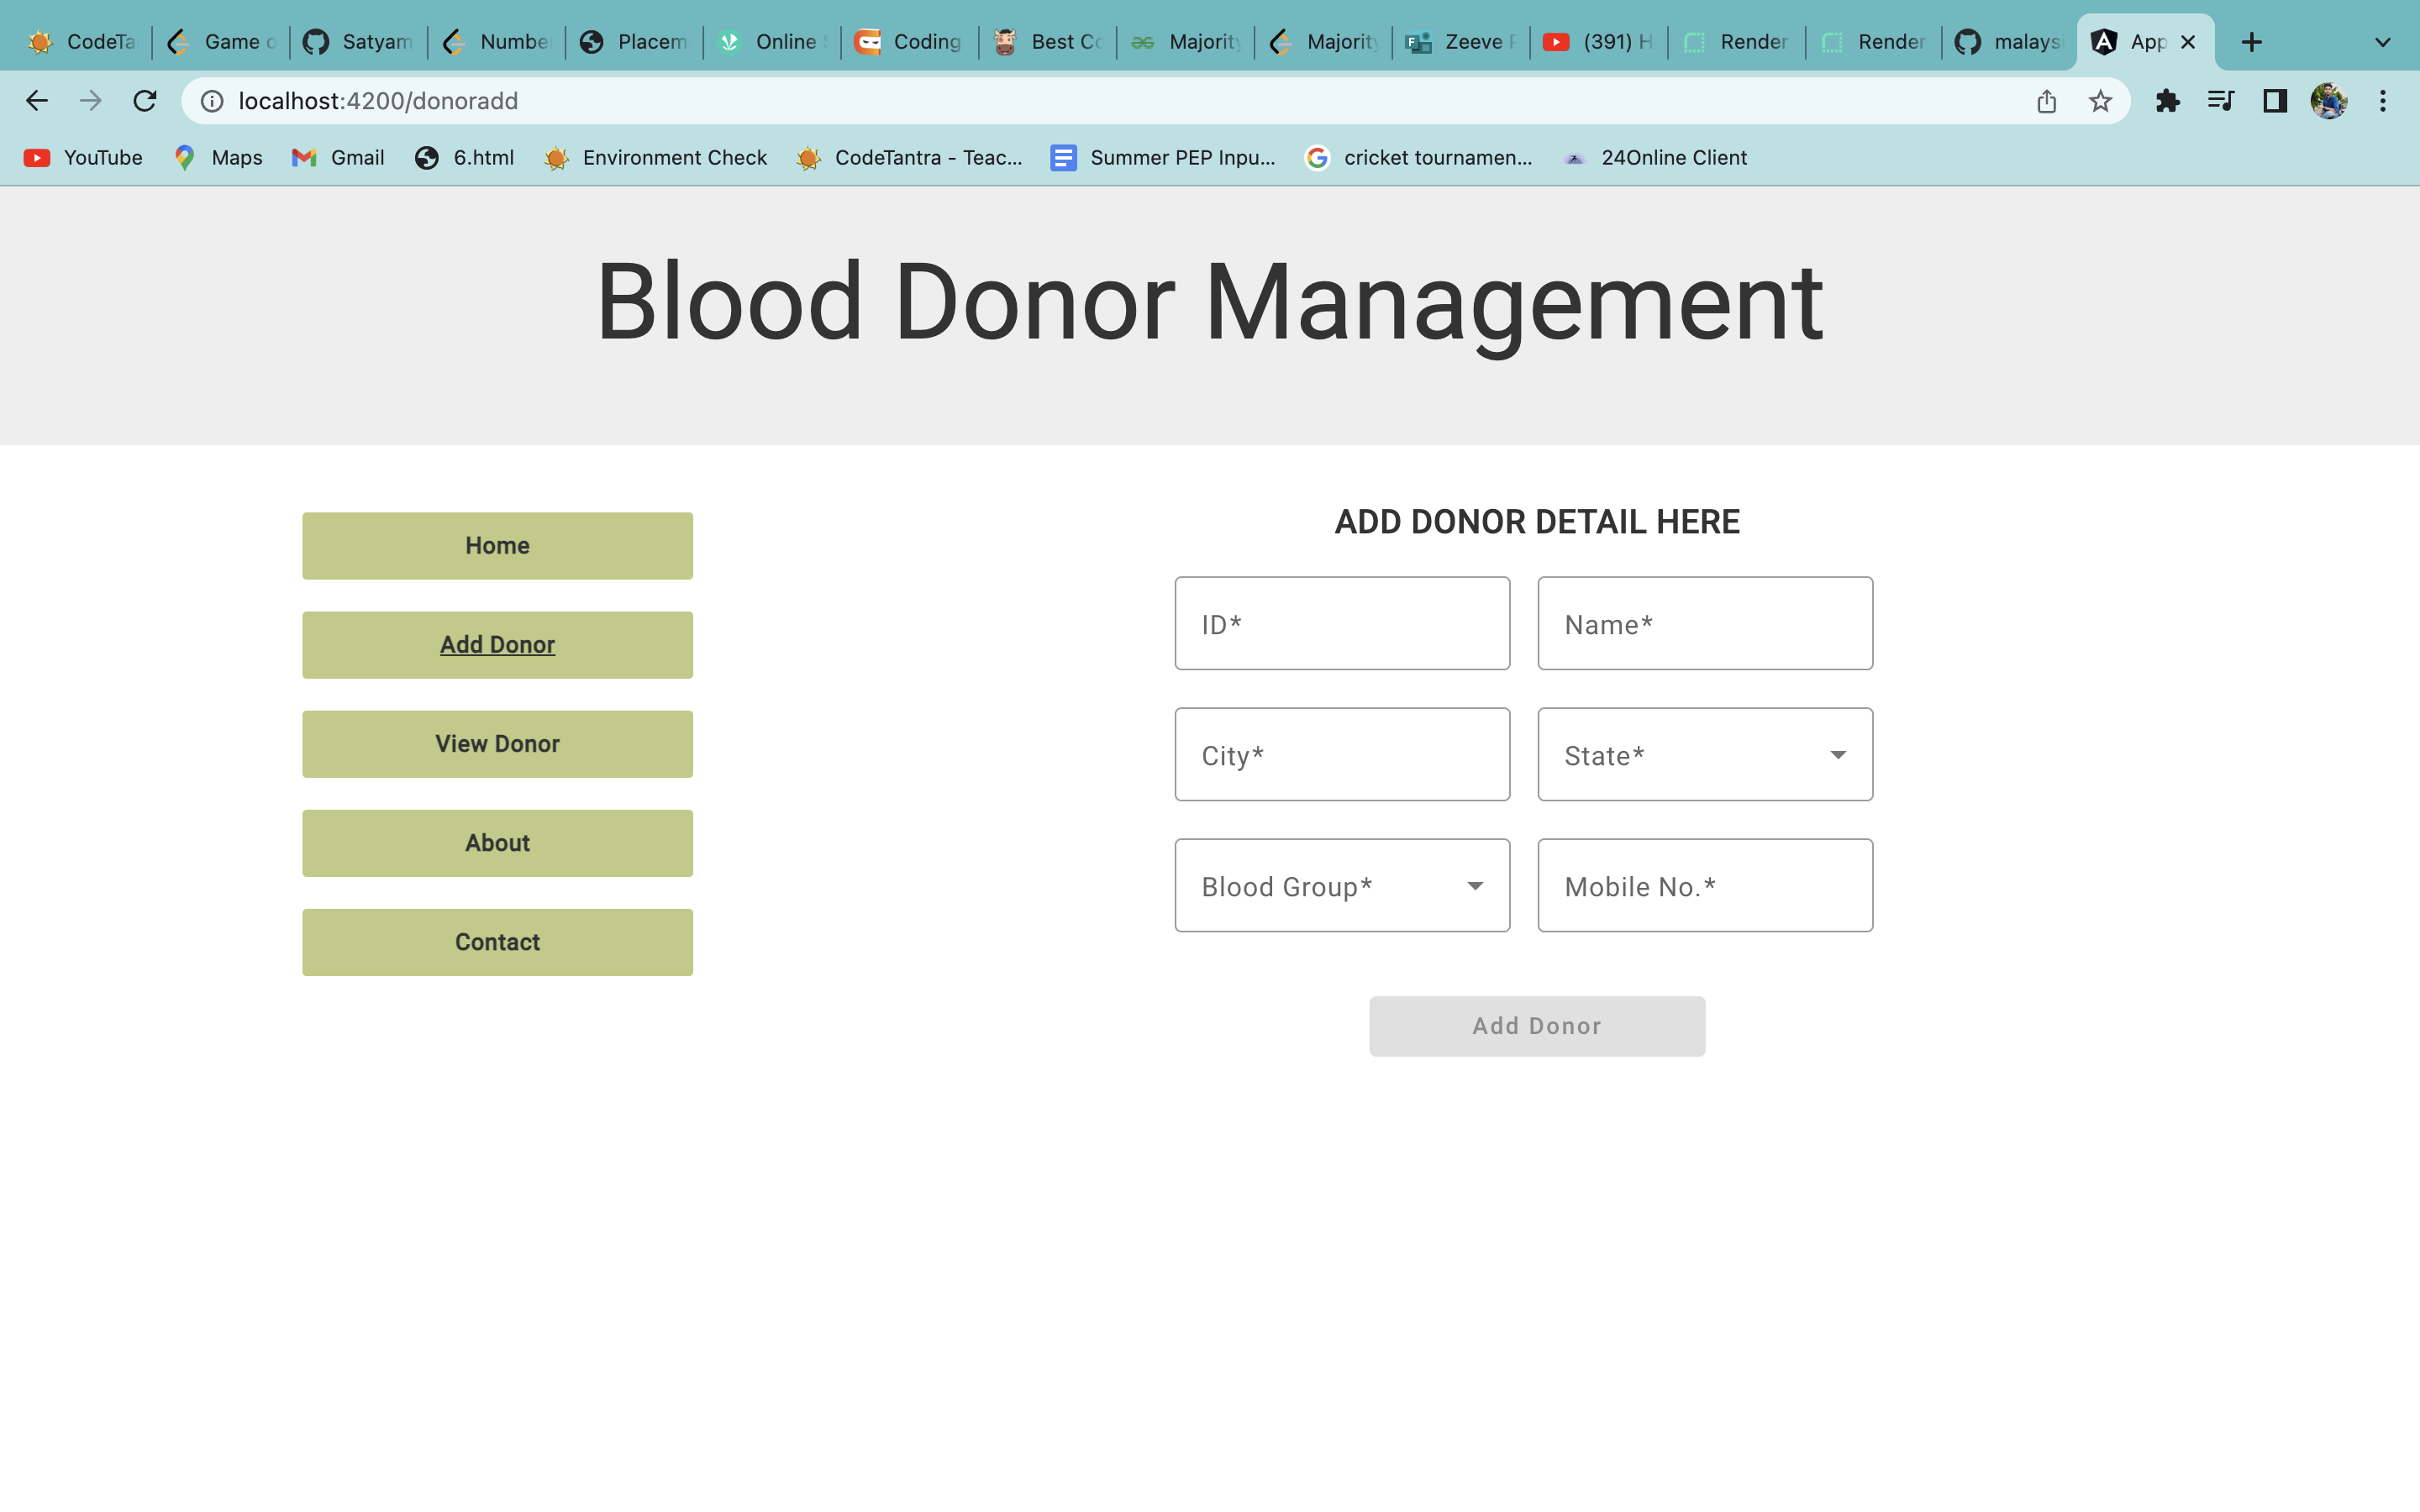 CodeTa Game o Satyam Numbe Placem Online Coding Best Co Majority Majority Zeeve (391) H Render Render malays App
localhost:4200/donoradd
YouTube Maps Gmail 6.html Environment Check CodeTantra - Teac... Summer PEP Inpu... cricket tournamen... 24Online Client
Blood Donor Management
Home
Add Donor
View Donor
About
Contact
ADD DONOR DETAIL HERE
ID* Name*
City* State*
Blood Group* Mobile No.*
Add Donor